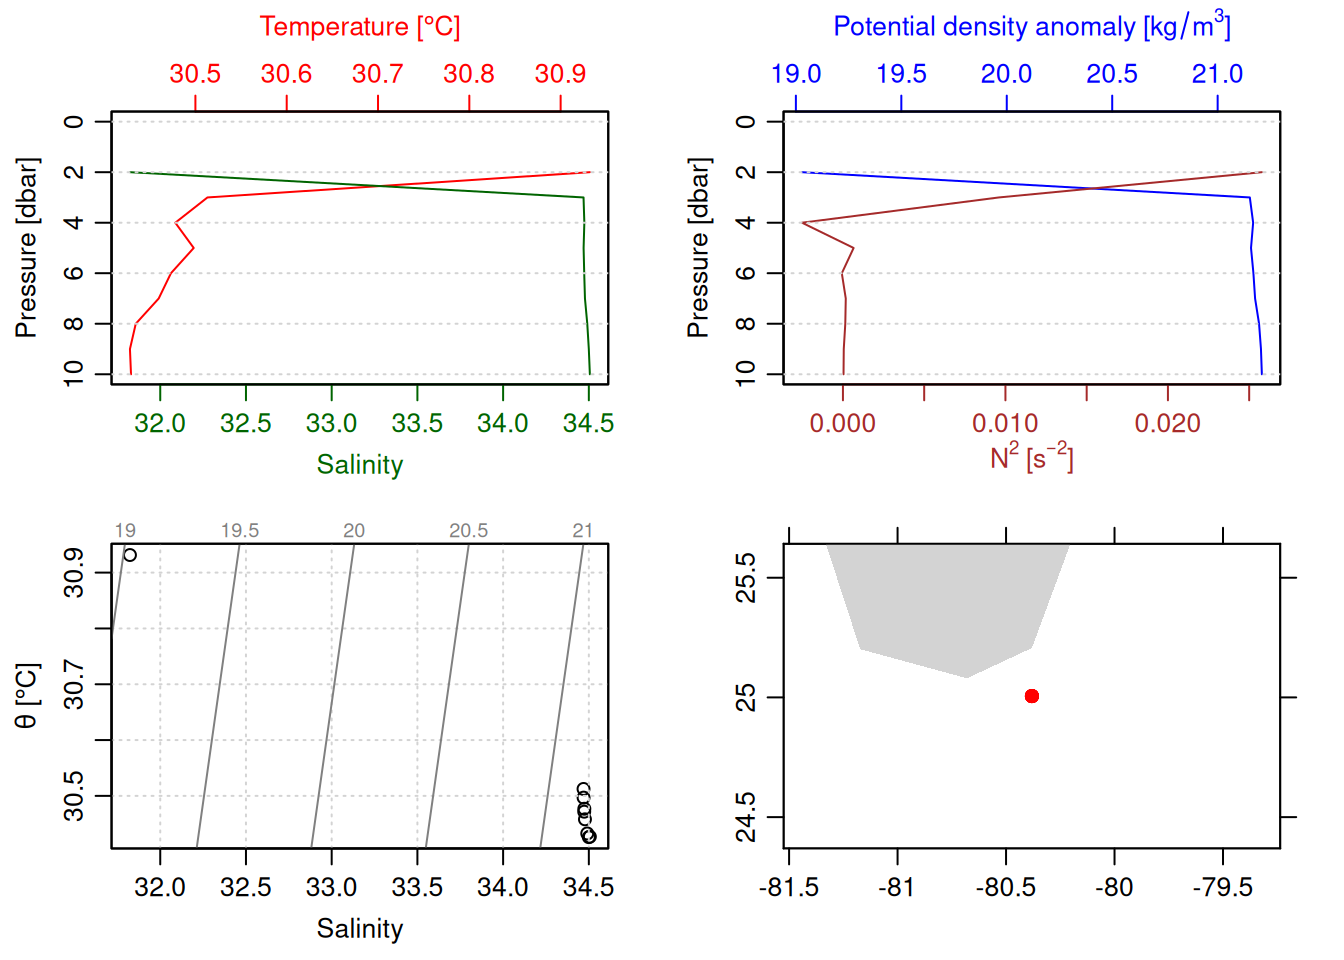 Temperature [°C]
30.5 30.6 30.7 30.8 30.9
Pressure [dbar]
0 2 4 6 8 10
32.0 32.5 33.0 33.5 34.0 34.5
Salinity
Potential density anomaly [kg/m³]
19.0 19.5 20.0 20.5 21.0
Pressure [dbar]
0 2 4 6 8 10
0.000 0.010 0.020
N² [s⁻²]
19 19.5 20 20.5 21
θ [°C]
30.9 30.7 30.5
32.0 32.5 33.0 33.5 34.0 34.5
Salinity
25.5 25 24.5
-81.5 -81 -80.5 -80 -79.5